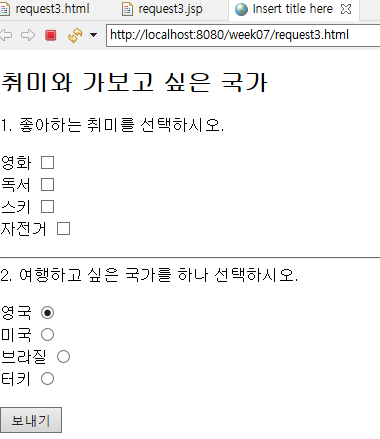 request3.html request3.jsp Insert title here
http://localhost:8080/week07/request3.html
취미와 가보고 싶은 국가
1. 좋아하는 취미를 선택하시오.
영화
독서
스키
자전거
2. 여행하고 싶은 국가를 하나 선택하시오.
영국
미국
브라질
터키
보내기